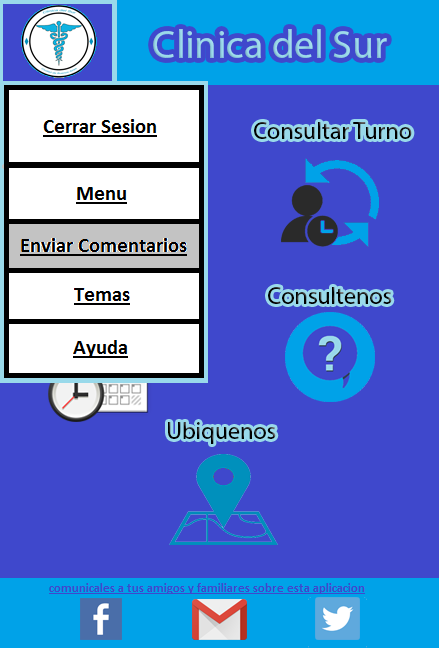 Clinica del Sur
Cerrar Sesion
Menu
Enviar Comentarios
Temas
Ayuda
Consultar Turno
Consultenos
?
Ubiquenos
comunicales a tus amigos y familiares sobre esta aplicacion
f